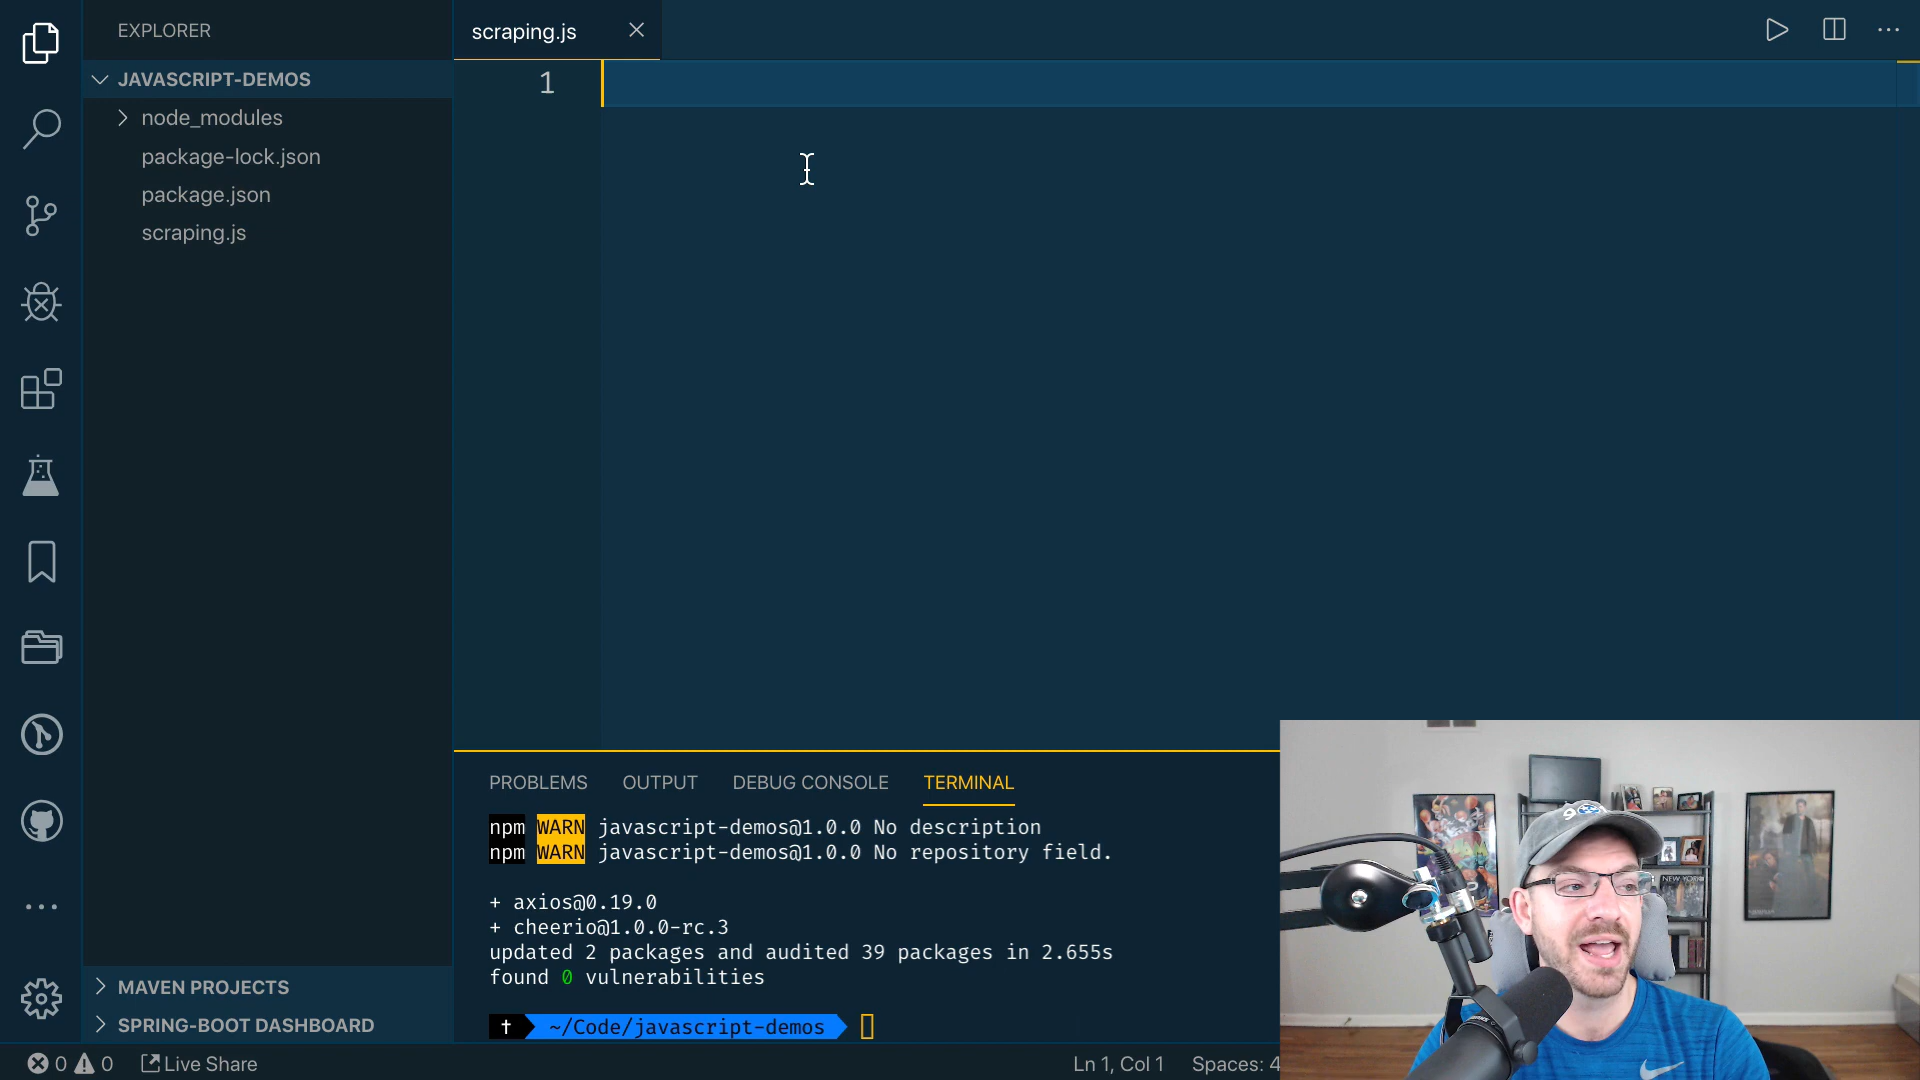 EXPLORER
JAVASCRIPT-DEMOS
node_modules
package-lock.json
package.json
scraping.js
MAVEN PROJECTS
SPRING-BOOT DASHBOARD
scraping.js
1
PROBLEMS OUTPUT DEBUG CONSOLE TERMINAL
npm WARN javascript-demos@1.0.0 No description
npm WARN javascript-demos@1.0.0 No repository field.
+ axios@0.19.0
+ cheerio@1.0.0-rc.3
updated 2 packages and audited 39 packages in 2.655s
found 0 vulnerabilities
† ~/Code/javascript-demos
NEW YORK
0 0 Live Share Ln 1, Col 1 Spaces: 4